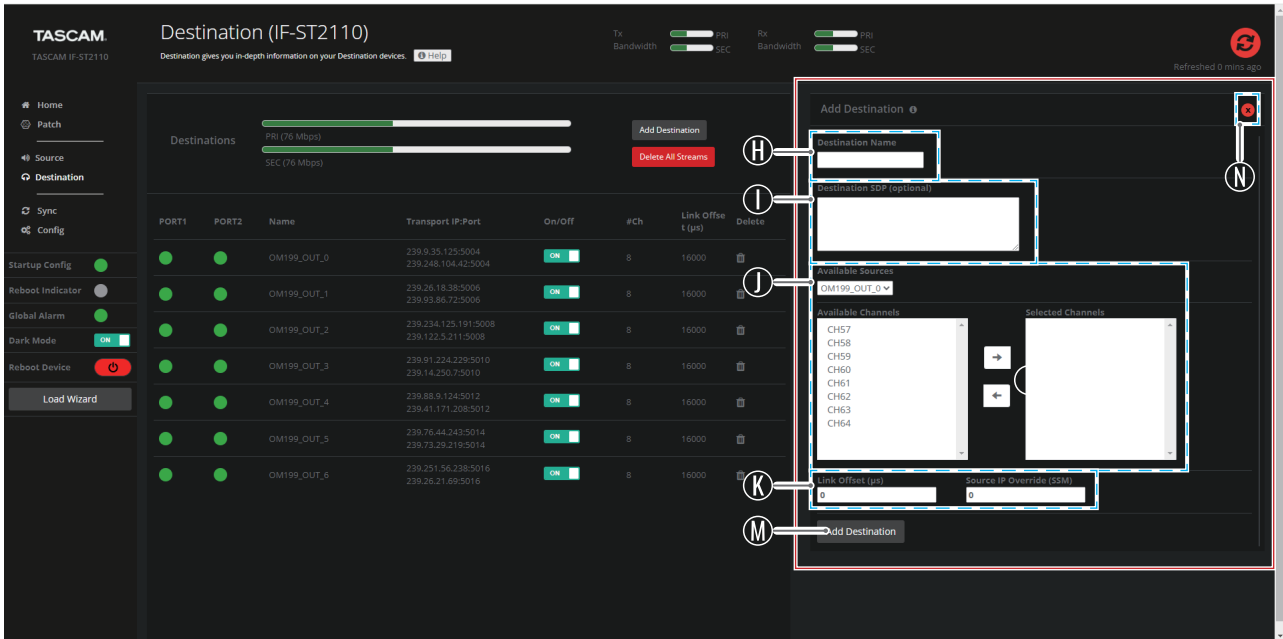 TASCAM.
TASCAM IF-ST2110
Destination (IF-ST2110)
Destination gives you in-depth information on your Destination devices.
Help
Tx
Bandwidth
PRI
SEC
Rx
Bandwidth
PRI
SEC
Refreshed 0 mins ago
Home
Patch
Source
Destination
Sync
Config
Startup Config
Reboot Indicator
Global Alarm
Dark Mode
ON
Reboot Device
Load Wizard
Destinations
PRI (76 Mbps)
SEC (76 Mbps)
Add Destination
Delete All Streams
PORT1 PORT2 Name Transport IP:Port On/Off #Ch Link Offse
t (µs) Delete
OM199_OUT_0 239.9.35.125:5004
239.248.104.42:5004 ON 8 16000
OM199_OUT_1 239.26.18.38:5006
239.93.86.72:5006 ON 8 16000
OM199_OUT_2 239.234.125.191:5008
239.122.5.211:5008 ON 8 16000
OM199_OUT_3 239.91.224.229:5010
239.14.250.7:5010 ON 8 16000
OM199_OUT_4 239.88.9.124:5012
239.41.171.208:5012 ON 8 16000
OM199_OUT_5 239.76.44.243:5014
239.73.29.219:5014 ON 8 16000
OM199_OUT_6 239.251.56.238:5016
239.26.21.69:5016 ON 8 16000
Add Destination
N
H
Destination Name
I
Destination SDP (optional)
J
Available Sources
OM199_OUT_0
Available Channels
CH57
CH58
CH59
CH60
CH61
CH62
CH63
CH64
Selected Channels
K
Link Offset (µs)
0
Source IP Override (SSM)
0
M
Add Destination